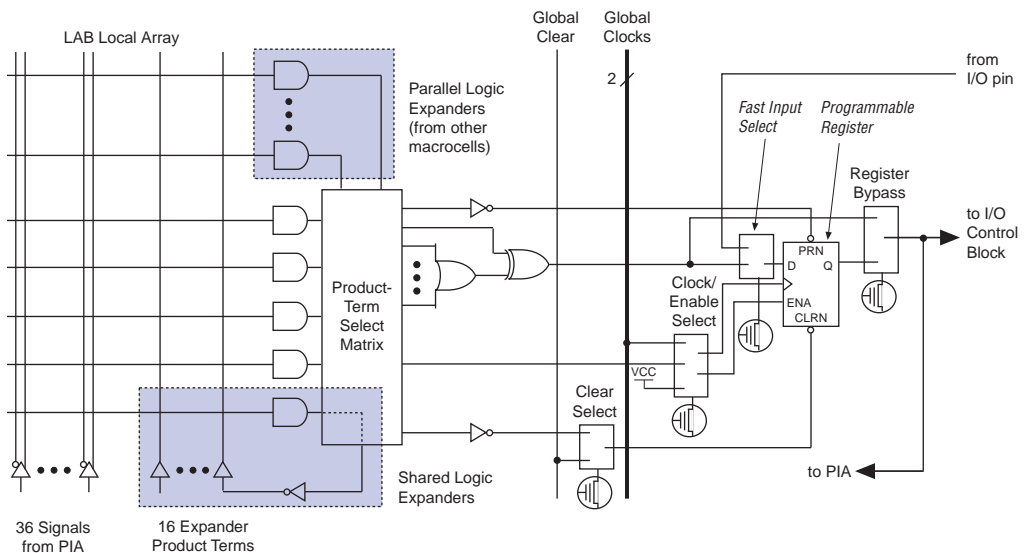 LAB Local Array
Global
Clear
Global
Clocks
2
Parallel Logic
Expanders
(from other
macrocells)
from
I/O pin
Fast Input
Select
Programmable
Register
Register
Bypass
to I/O
Control
Block
PRN
D
Q
ENA
CLRN
Product-
Term
Select
Matrix
Clock/
Enable
Select
VCC
Clear
Select
to PIA
Shared Logic
Expanders
36 Signals
from PIA
16 Expander
Product Terms